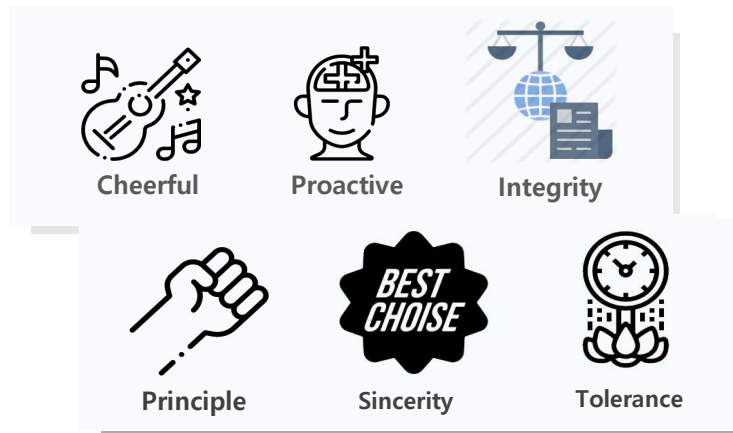 Cheerful
Proactive
Integrity
BEST
CHOISE
Principle
Sincerity
Tolerance